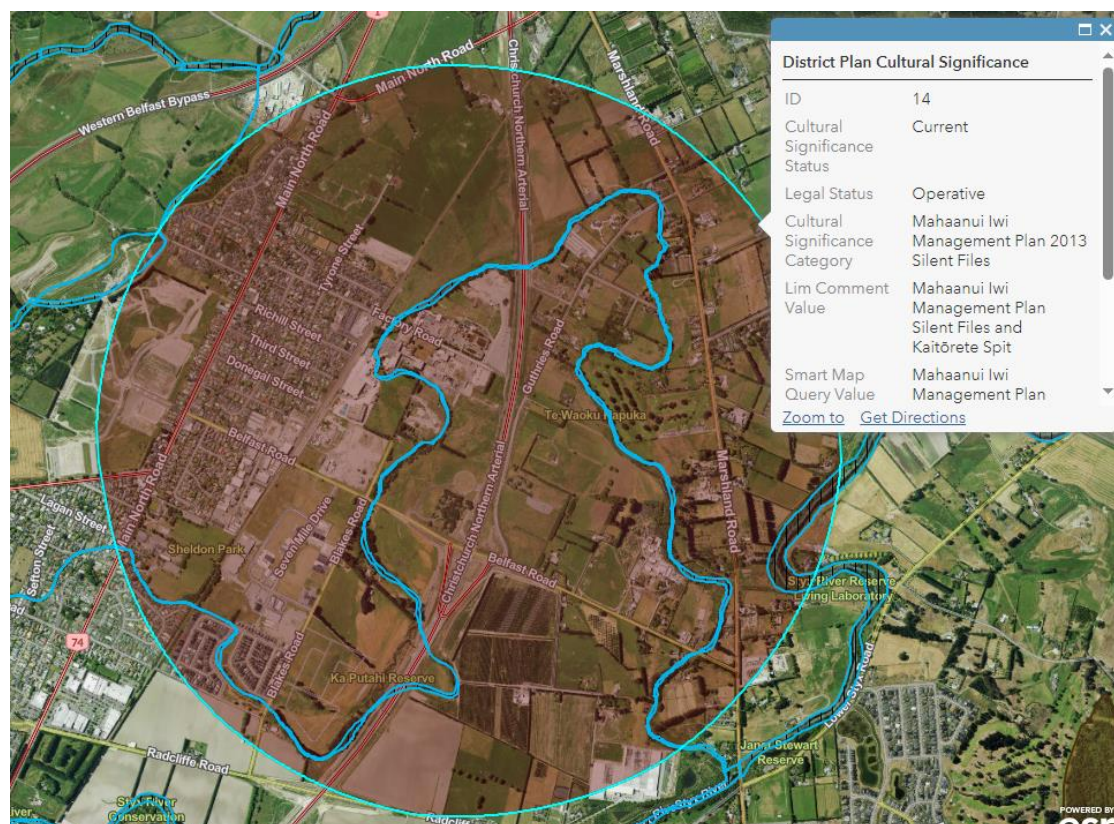 District Plan Cultural Significance
ID 14
Cultural Current
Significance
Status
Legal Status Operative
Cultural Mahaanui Iwi
Significance Management Plan 2013
Category Silent Files
Lim Comment Mahaanui Iwi
Value Management Plan
Silent Files and
Kaitōrete Spit
Smart Map Mahaanui Iwi
Query Value Management Plan
Zoom to Get Directions
Main North Road
Christchurch Northern Arterial
Marshland Road
Western Belfast Bypass
Main North Road
Tyrone Street
Factory Road
Richill Street
Third Street
Donegal Street
Guthries Road
Te Waoku Kahuka
Belfast Road
Main North Road
Christchurch Northern Arterial
Marshland Road
Lagan Street
Sefton Street
Sheldon Park
Seven Mile Drive
Blakes Road
Belfast Road
Styx River Reserve
Living Laboratory
74
Blakes Road
Ka Putahi Reserve
Lower Styx Road
Radcliffe Road
Janet Stewart
Reserve
Styx River
Styx River
Conservation
POWERED BY
esri